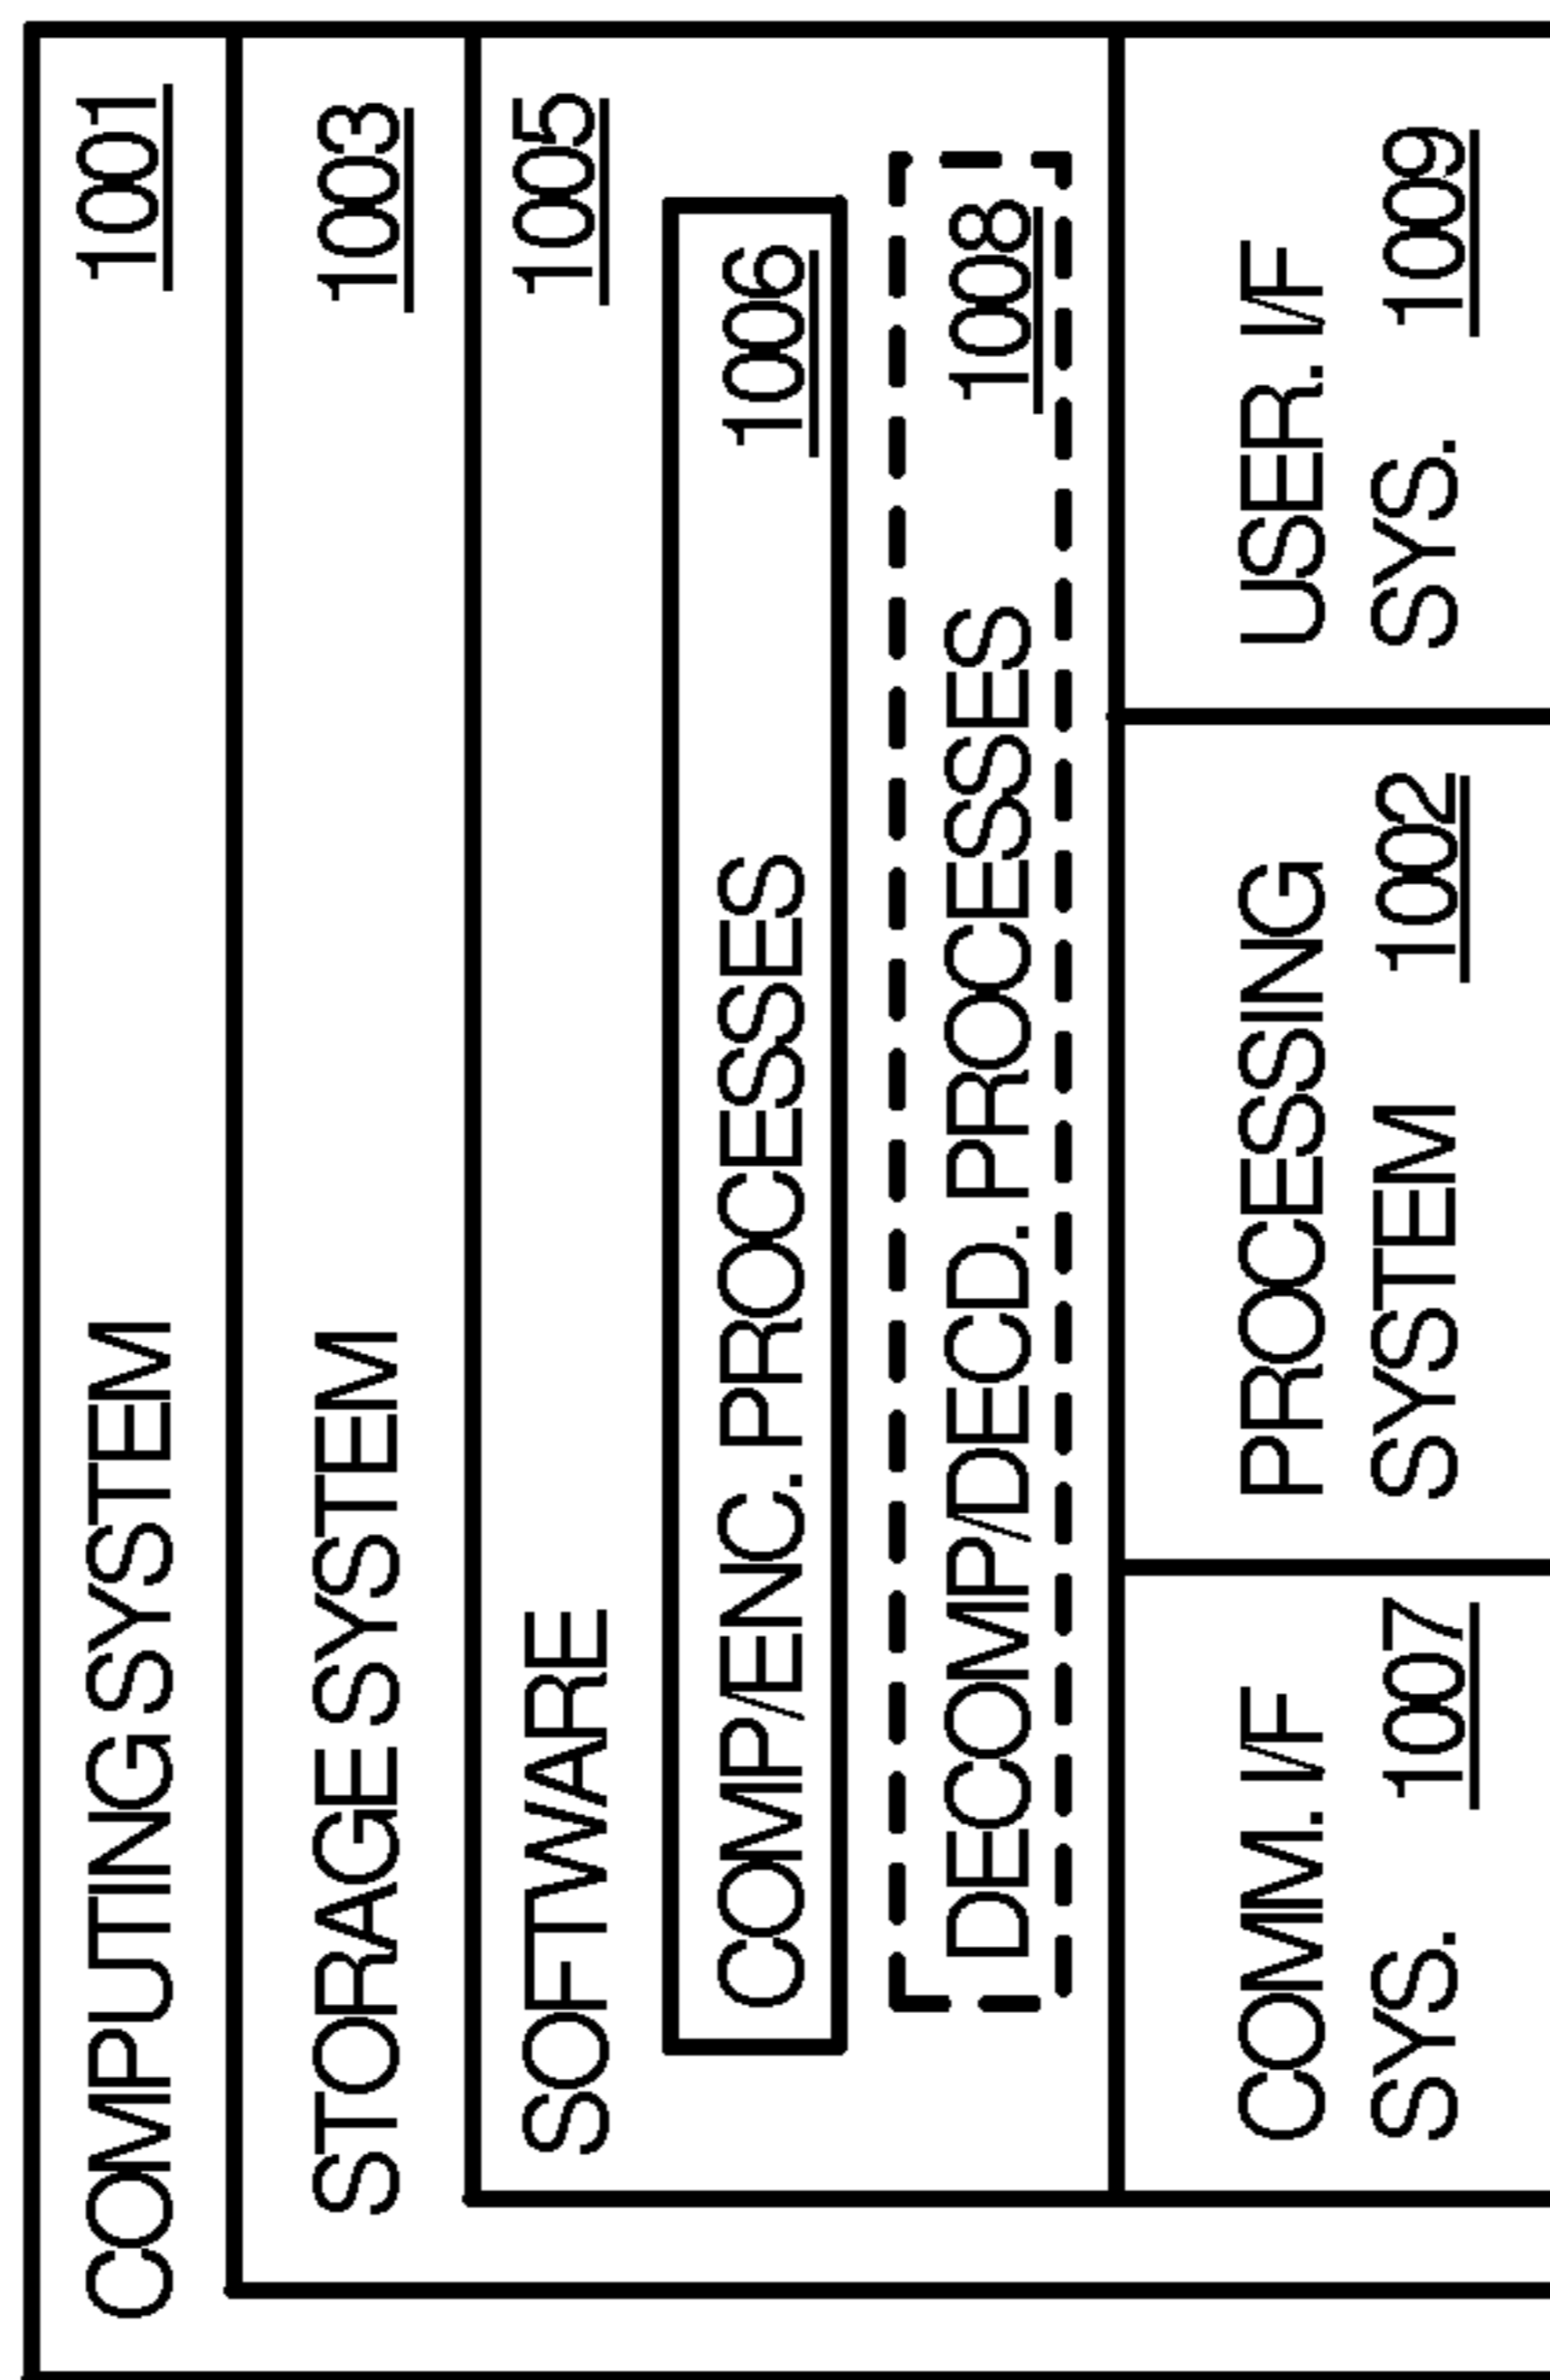 COMPUTING SYSTEM 1001
STORAGE SYSTEM 1003
SOFTWARE 1005
COMP/ENC. PROCESSES 1006
DECOMP/DECD. PROCESSES 1008
COMM. I/F
SYS. 1007
PROCESSING
SYSTEM 1002
USER. I/F
SYS. 1009